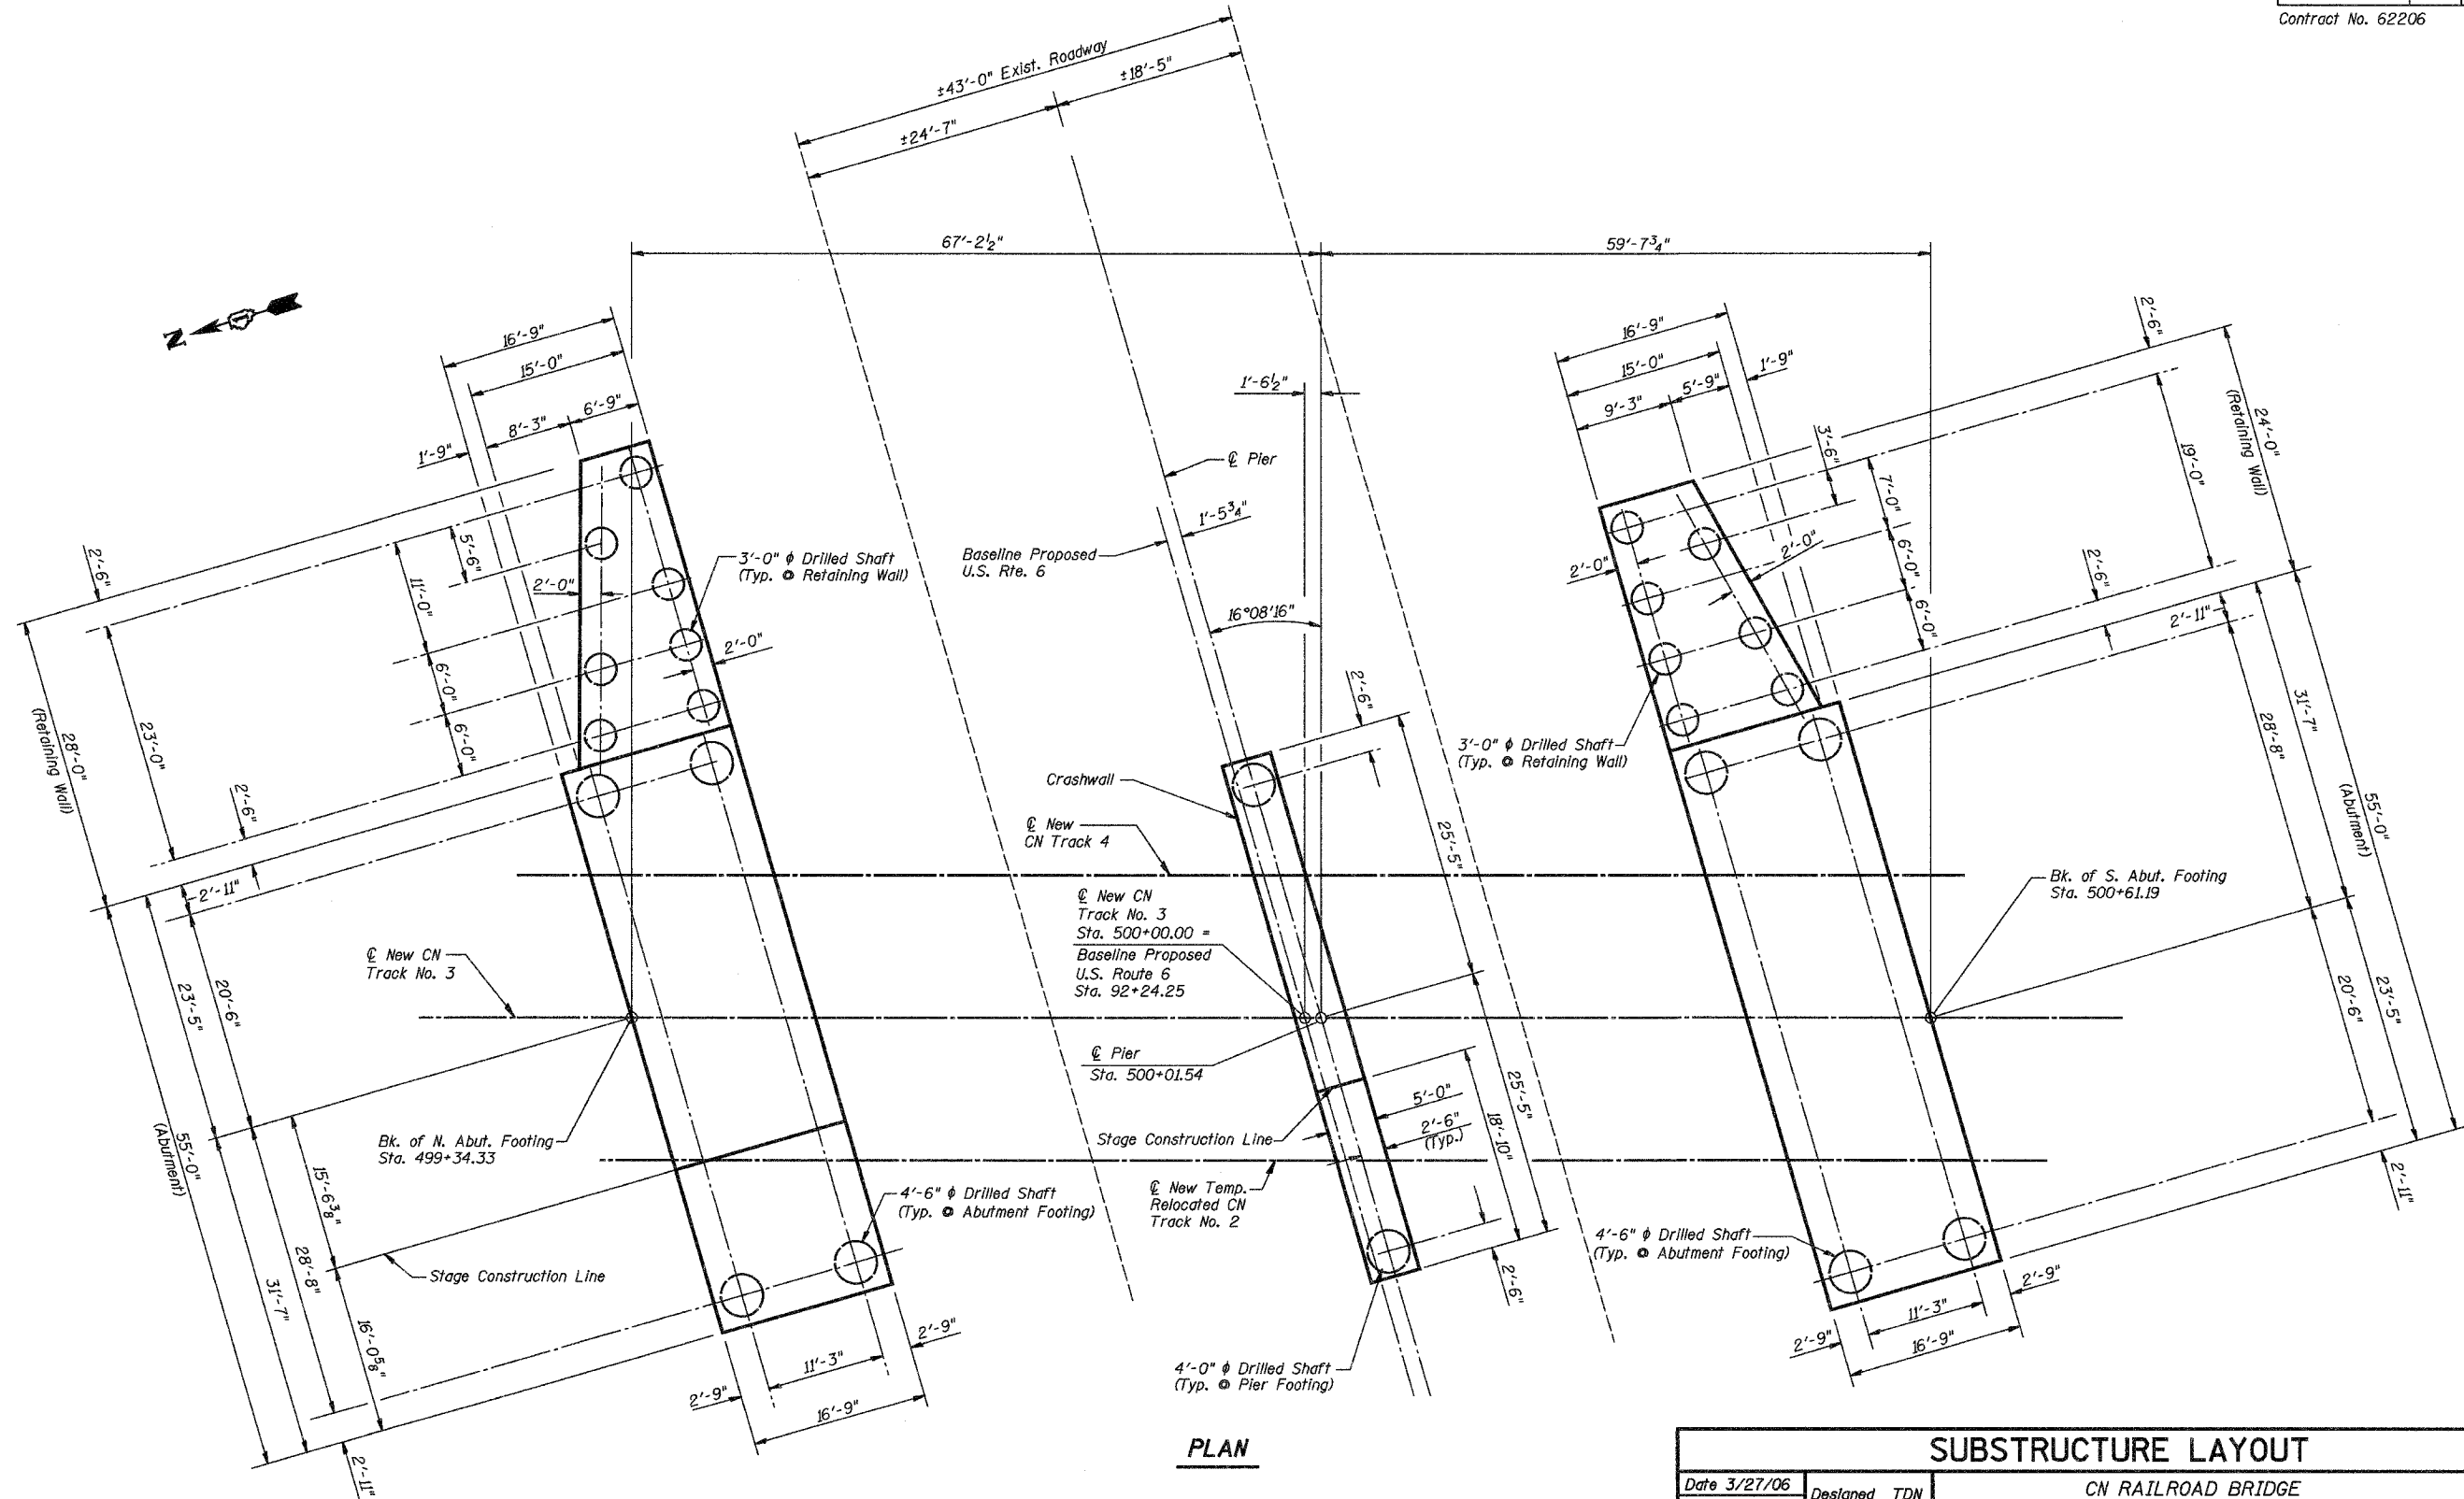 Contract No. 62206
±43'-0" Exist. Roadway
±18'-5"
±24'-7"
67'-2½"
59'-7¾"
N
16'-9"
15'-0"
8'-3"
6'-9"
1'-9"
2'-6"
5'-6"
11'-0"
2'-0"
3'-0" ϕ Drilled Shaft
(Typ. @ Retaining Wall)
2'-0"
6'-0"
6'-0"
23'-0"
28'-0"
(Retaining Wall)
2'-6"
2'-11"
1'-6½"
℄ Pier
1'-5¾"
Baseline Proposed
U.S. Rte. 6
16°08'16"
2'-6"
Crashwall
℄ New
CN Track 4
25'-5"
16'-9"
15'-0"
1'-9"
5'-9"
9'-3"
3'-6"
7'-0"
2'-6"
24'-0"
(Retaining Wall)
19'-0"
2'-0"
2'-0"
6'-0"
6'-0"
2'-6"
2'-11"
3'-0" ϕ Drilled Shaft
(Typ. @ Retaining Wall)
31'-7"
28'-8"
55'-0"
(Abutment)
Bk. of S. Abut. Footing
Sta. 500+61.19
℄ New CN
Track No. 3
Sta. 500+00.00 =
Baseline Proposed
U.S. Route 6
Sta. 92+24.25
℄ New CN
Track No. 3
23'-5"
20'-6"
20'-6"
23'-5"
℄ Pier
Sta. 500+01.54
5'-0"
2'-6"
(Typ.)
25'-5"
18'-10"
Stage Construction Line
Bk. of N. Abut. Footing
Sta. 499+34.33
55'-0"
(Abutment)
15'-6⅜"
28'-8"
31'-7"
16'-0⅝"
2'-11"
Stage Construction Line
4'-6" ϕ Drilled Shaft
(Typ. @ Abutment Footing)
℄ New Temp.
Relocated CN
Track No. 2
2'-6"
4'-6" ϕ Drilled Shaft
(Typ. @ Abutment Footing)
2'-11"
2'-9"
11'-3"
2'-9"
16'-9"
4'-0" ϕ Drilled Shaft
(Typ. @ Pier Footing)
2'-9"
11'-3"
2'-9"
16'-9"
PLAN
SUBSTRUCTURE LAYOUT
Date 3/27/06
Designed TDN
CN RAILROAD BRIDGE